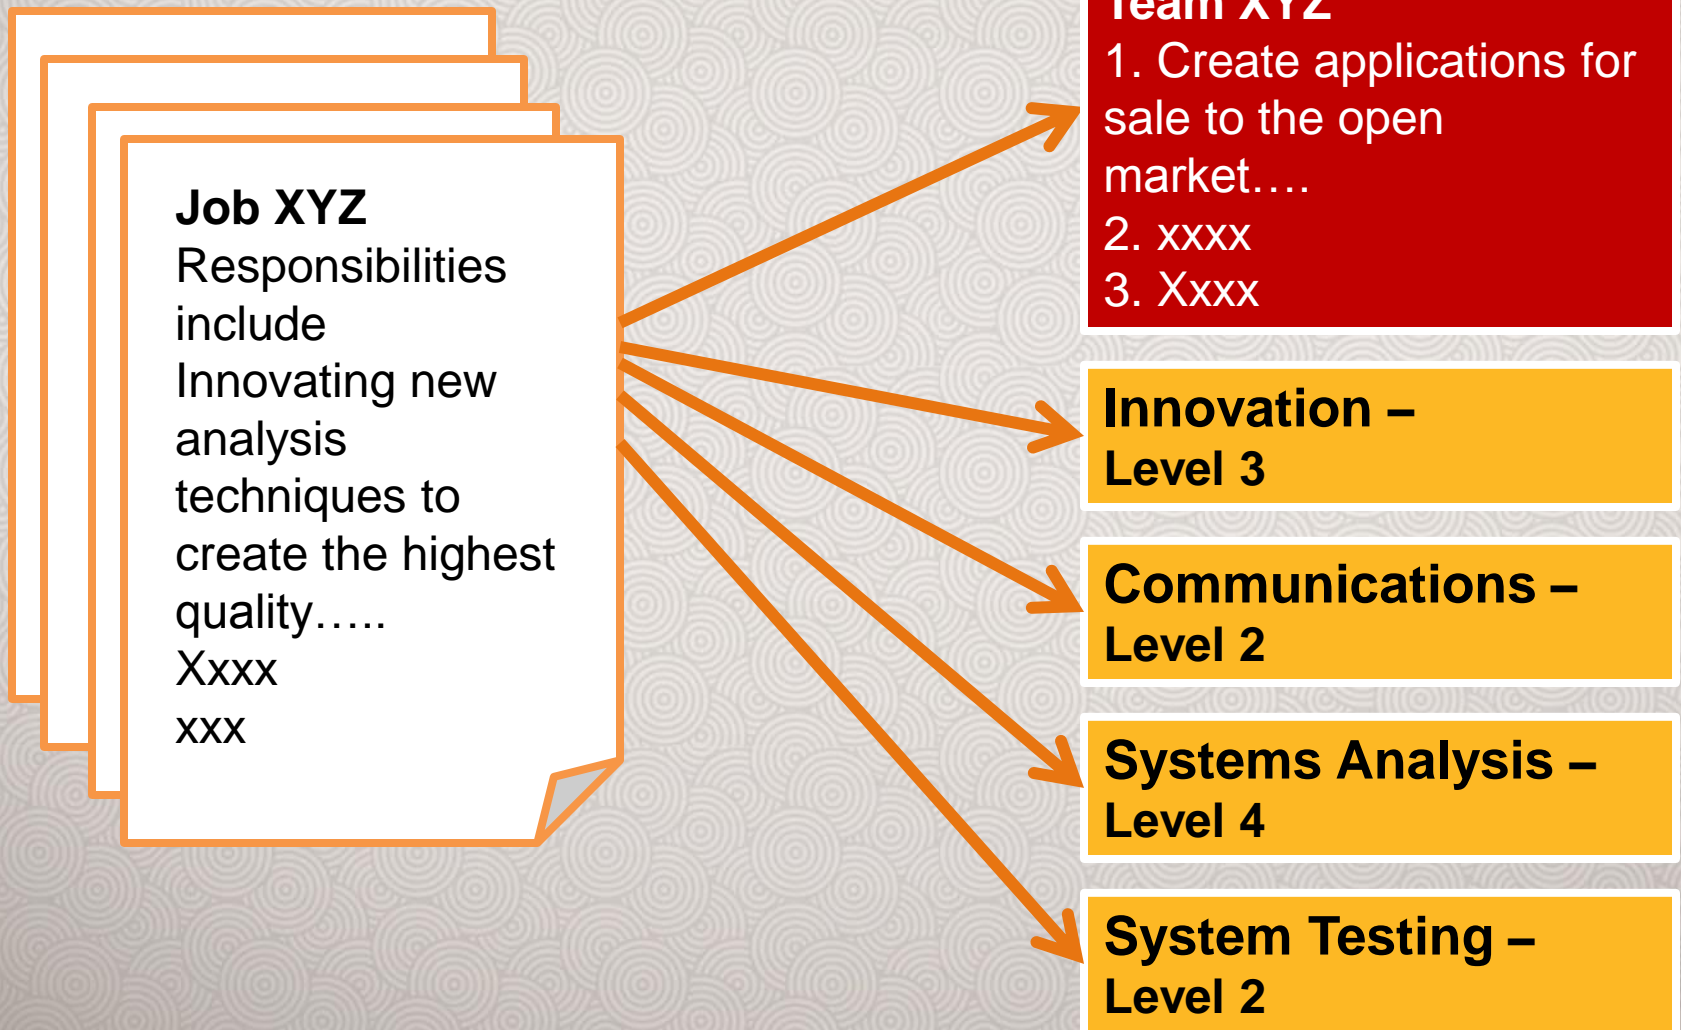 Job XYZ
Responsibilities
include
Innovating new
analysis
techniques to
create the highest
quality.....
Xxxx
xxx
Team XYZ
1. Create applications for
sale to the open
market....
2. xxxx
3. Xxxx
Innovation –
Level 3
Communications –
Level 2
Systems Analysis –
Level 4
System Testing –
Level 2